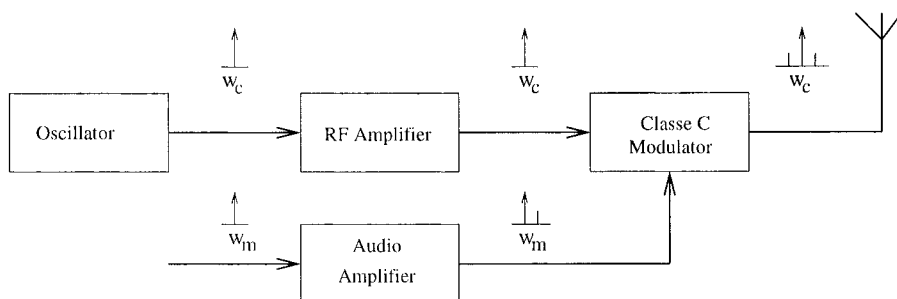 w_c
w_c
w_c
Oscillator
RF Amplifier
Classe C
Modulator
w_m
w_m
Audio
Amplifier